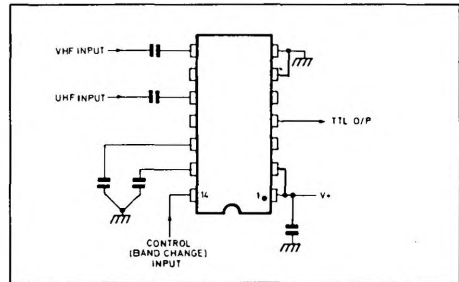 VHF INPUT
UHF INPUT
TTL O/P
14
1
V+
CONTROL
(BAND CHANGE)
INPUT